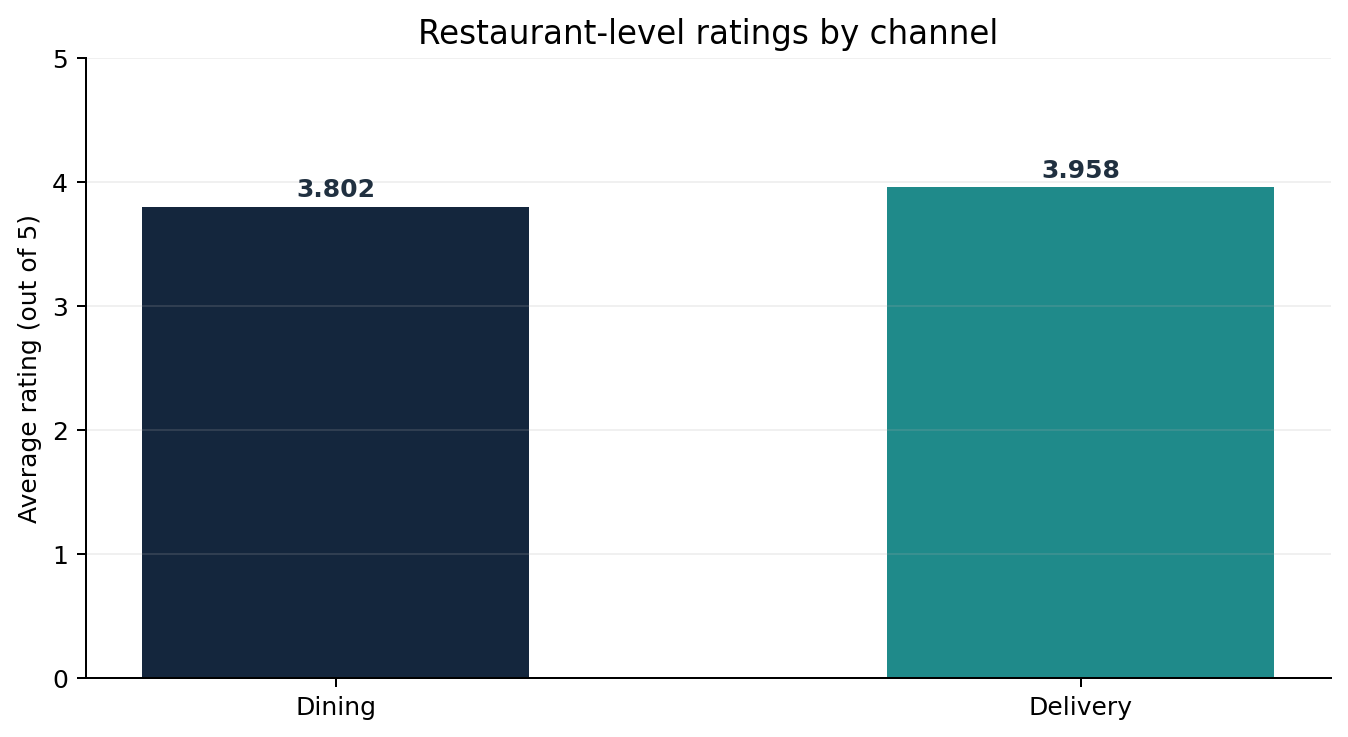 Restaurant-level ratings by channel
Average rating (out of 5)
5
4
3
2
1
0
3.802
3.958
Dining
Delivery